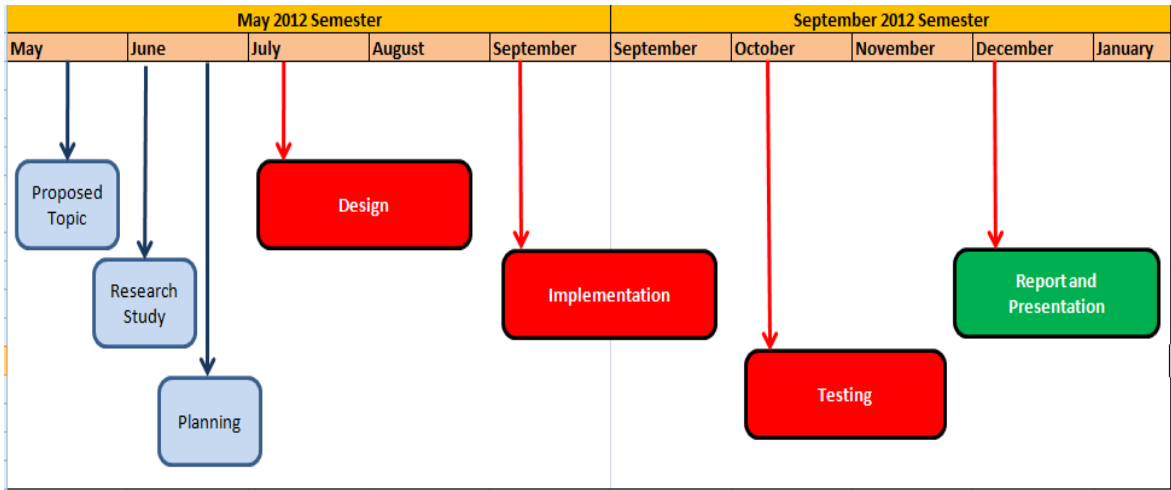 May 2012 Semester
September 2012 Semester
May
June
July
August
September
September
October
November
December
January
Proposed
Topic
Design
Research
Study
Implementation
Report and
Presentation
Planning
Testing